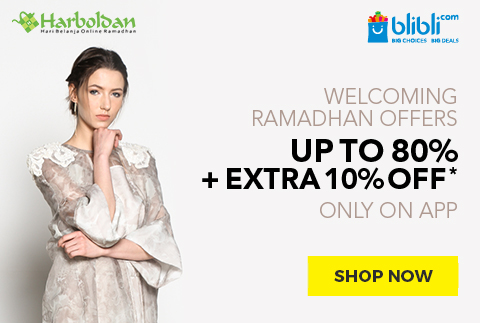 Harboldan
Hari Belanja Online Ramadhan
blibli.com
BIG CHOICES BIG DEALS
WELCOMING
RAMADHAN OFFERS
UP TO 80%
+ EXTRA 10% OFF*
ONLY ON APP
SHOP NOW